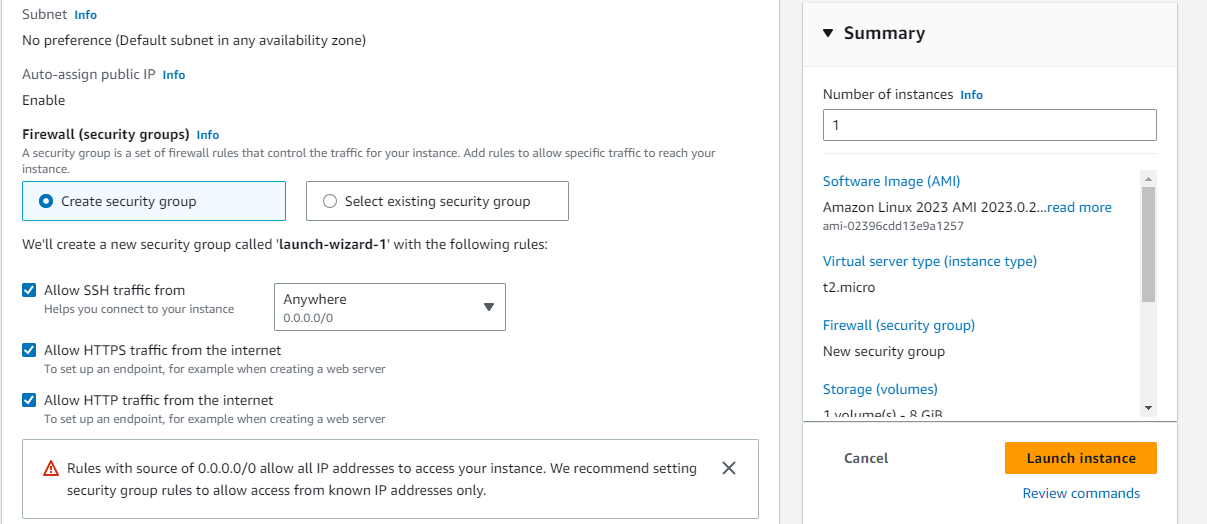 Subnet Info
No preference (Default subnet in any availability zone)
Auto-assign public IP Info
Enable
Firewall (security groups) Info
A security group is a set of firewall rules that control the traffic for your instance. Add rules to allow specific traffic to reach your
instance.
Create security group
Select existing security group
We'll create a new security group called 'launch-wizard-1' with the following rules:
Allow SSH traffic from
Helps you connect to your instance
Anywhere
0.0.0.0/0
Allow HTTPS traffic from the internet
To set up an endpoint, for example when creating a web server
Allow HTTP traffic from the internet
To set up an endpoint, for example when creating a web server
Rules with source of 0.0.0.0/0 allow all IP addresses to access your instance. We recommend setting
security group rules to allow access from known IP addresses only.
Summary
Number of instances Info
1
Software Image (AMI)
Amazon Linux 2023 AMI 2023.0.2...read more
ami-02396cdd13e9a1257
Virtual server type (instance type)
t2.micro
Firewall (security group)
New security group
Storage (volumes)
1 volume(s) - 8 GiB
Cancel
Launch instance
Review commands